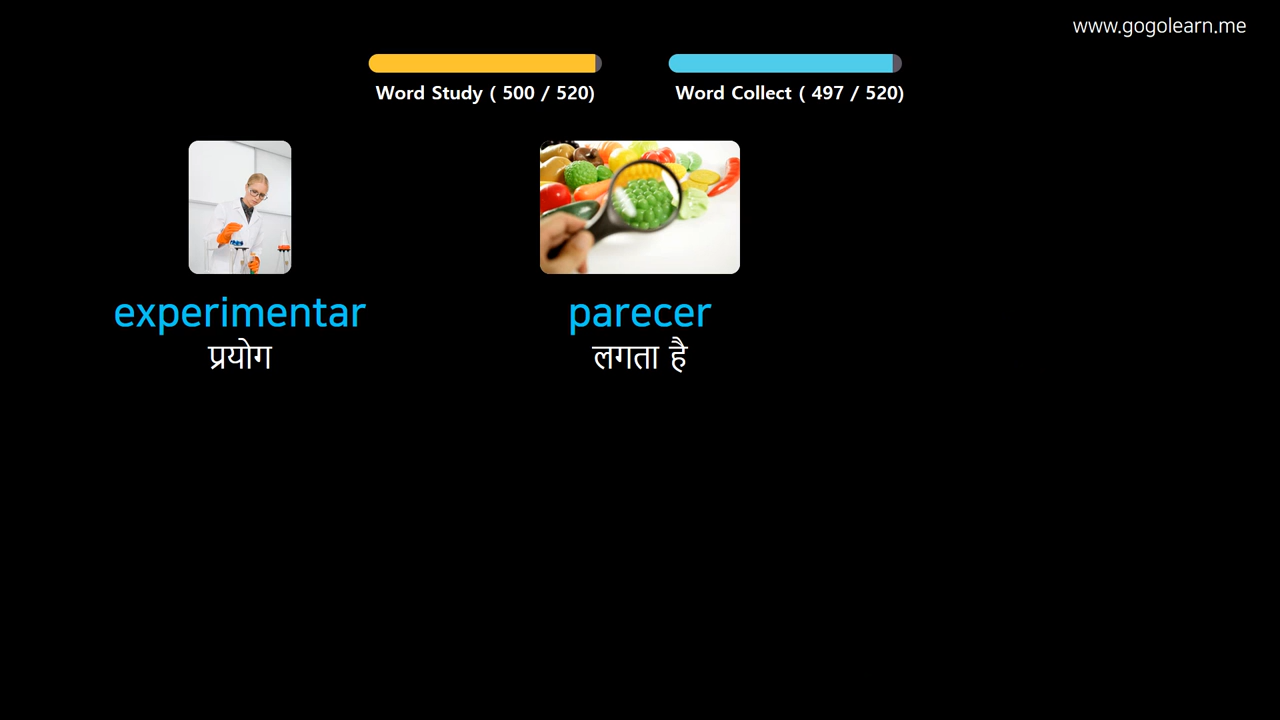 www.gogolearn.me
Word Study ( 500 / 520)
Word Collect ( 497 / 520)
experimentar
parecer
प्रयोग
लगता है